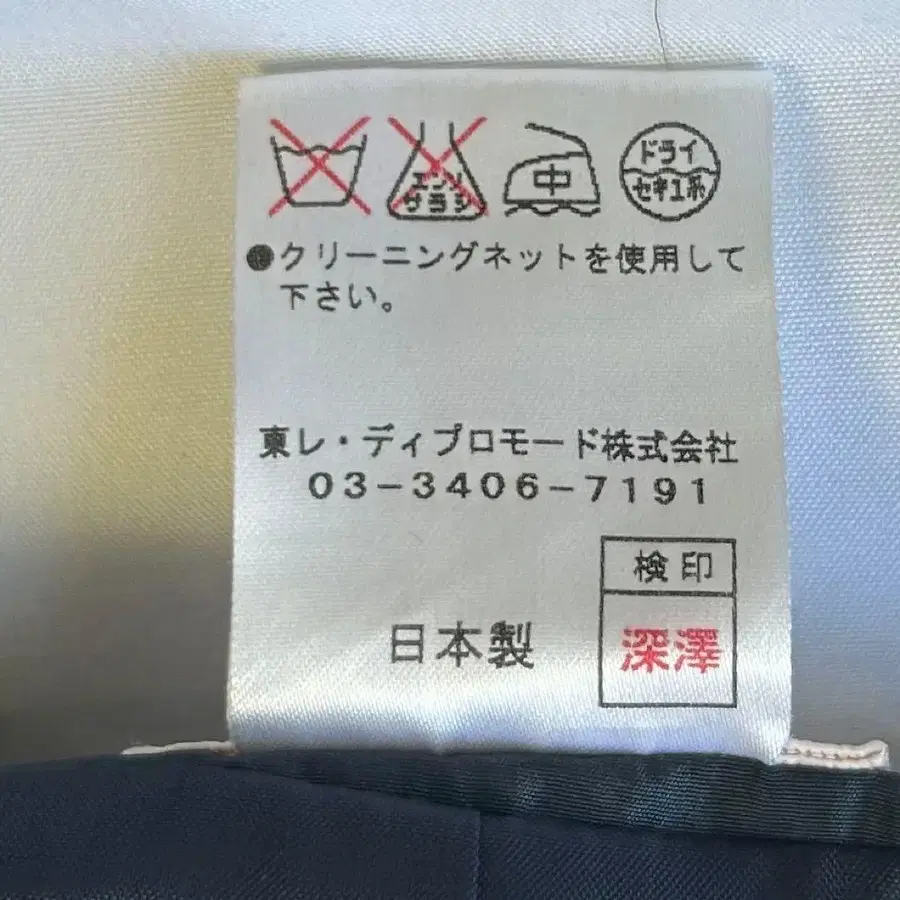 エンソ
サラシ
中
ドライ
セキユ系
●クリーニングネットを使用して
下さい。
東レ・ディプロモード株式会社
03-3406-7191
検印
日本製
深澤